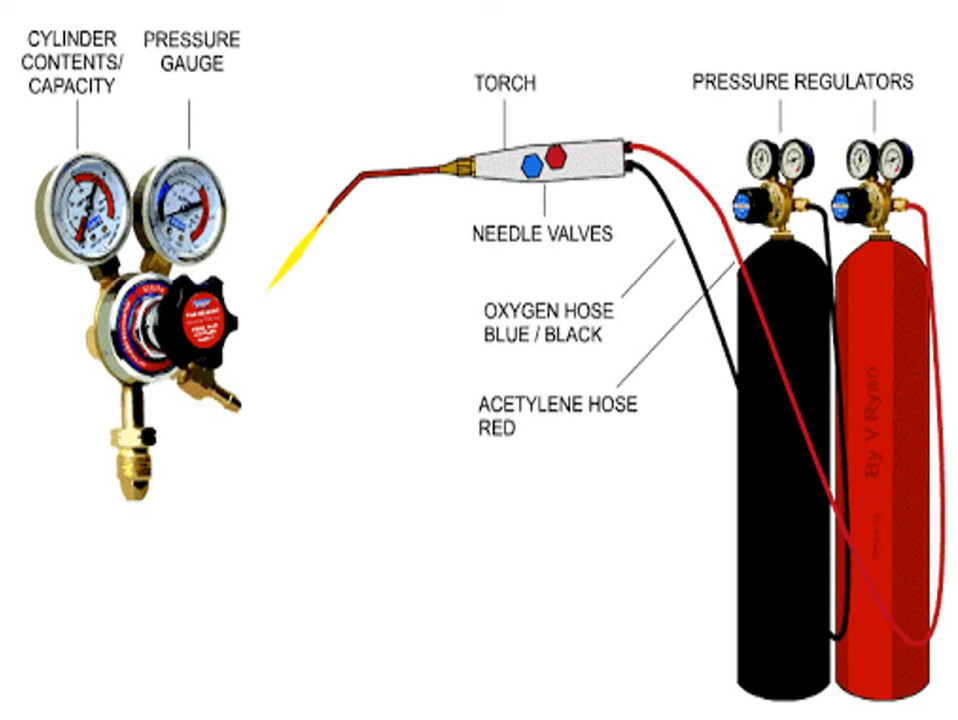 CYLINDER
CONTENTS/
CAPACITY
PRESSURE
GAUGE
TORCH
PRESSURE REGULATORS
NEEDLE VALVES
OXYGEN HOSE
BLUE / BLACK
ACETYLENE HOSE
RED
By V.Ryan